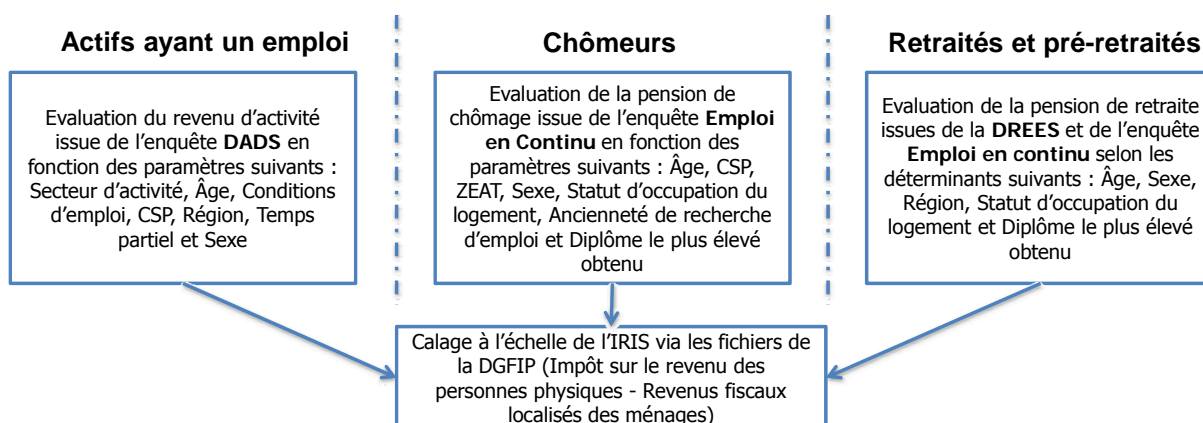 Actifs ayant un emploi
Evaluation du revenu d'activité
issue de l'enquête DADS en
fonction des paramètres suivants :
Secteur d'activité, Âge, Conditions
d'emploi, CSP, Région, Temps
partiel et Sexe
Chômeurs
Evaluation de la pension de
chômage issue de l'enquête Emploi
en Continu en fonction des
paramètres suivants : Âge, CSP,
ZEAT, Sexe, Statut d'occupation du
logement, Ancienneté de recherche
d'emploi et Diplôme le plus élevé
obtenu
Retraités et pré-retraités
Evaluation de la pension de retraite
issues de la DREES et de l'enquête
Emploi en continu selon les
déterminants suivants : Âge, Sexe,
Région, Statut d'occupation du
logement et Diplôme le plus élevé
obtenu
Calage à l'échelle de l'IRIS via les fichiers de
la DGFIP (Impôt sur le revenu des
personnes physiques - Revenus fiscaux
localisés des ménages)